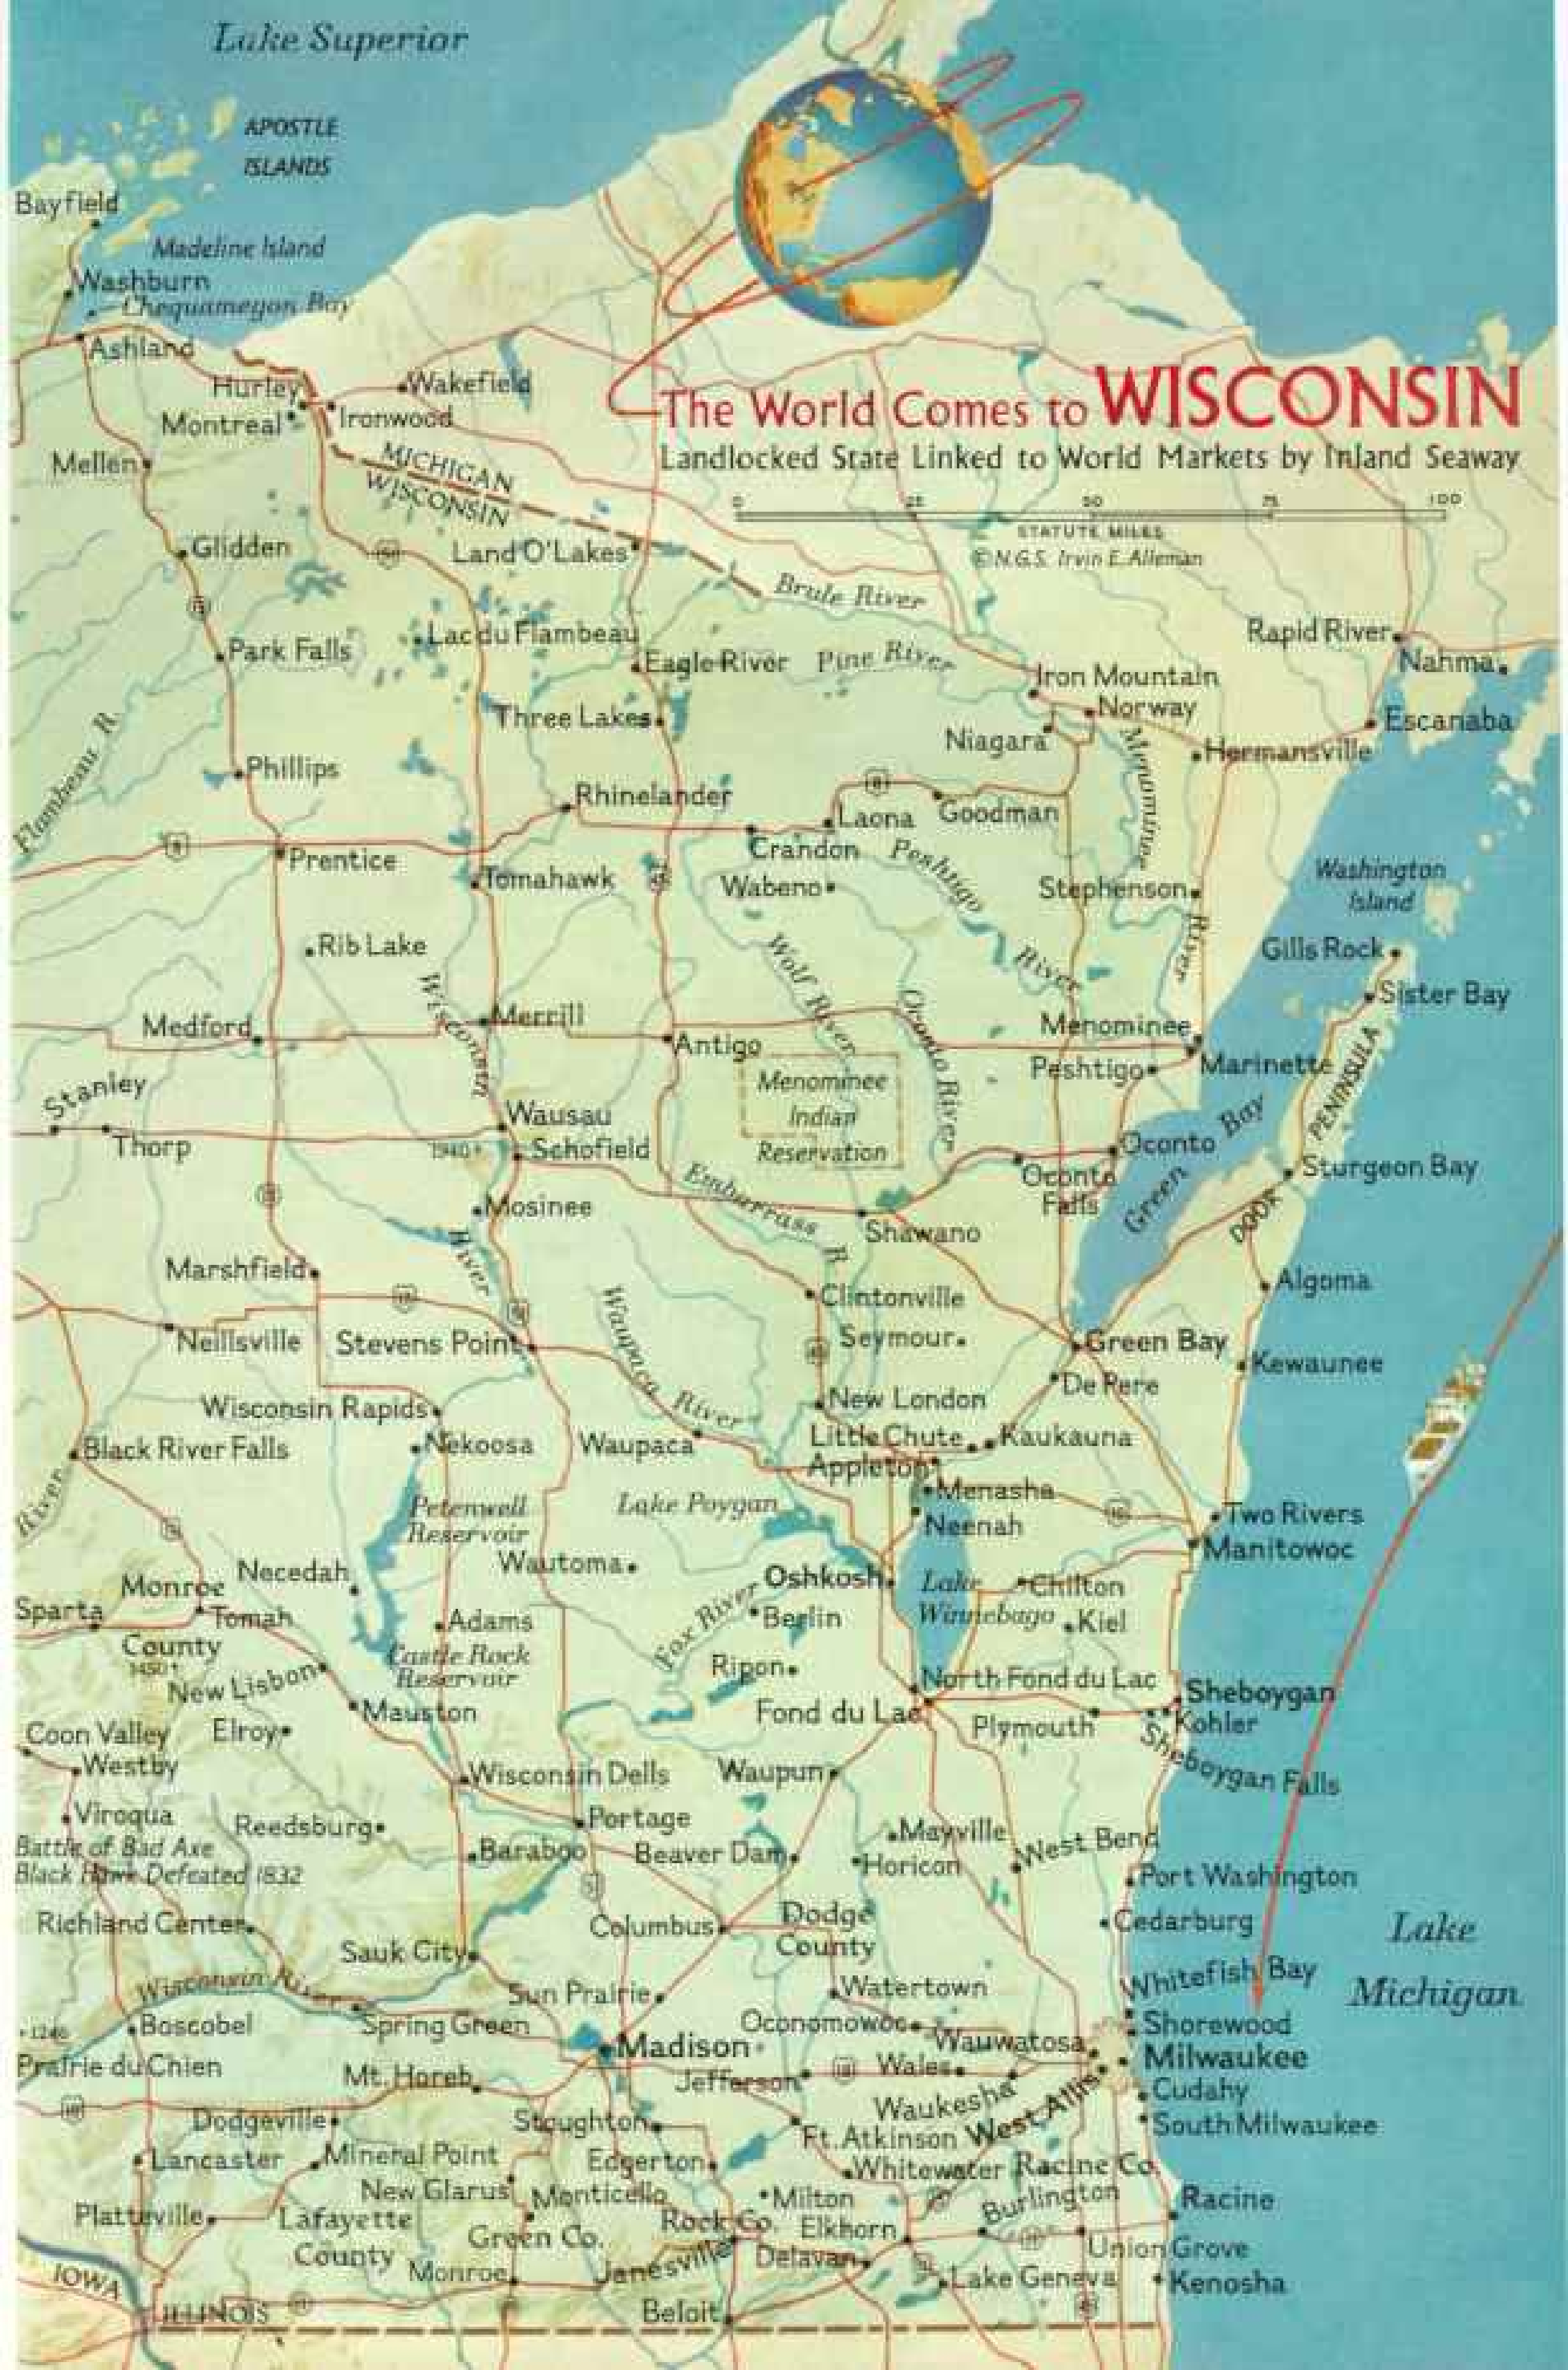 Lake Superior
APOSTLE
ISLANDS
Bayfield
Madeline Island
Washburn
Chequamegon Bay
Ashland
Hurley
Wakefield
Montreal
Ironwood
The World Comes to WISCONSIN
Landlocked State Linked to World Markets by Inland Seaway
Mellen
MICHIGAN
WISCONSIN
0 25 50 75 100
STATUTE MILES
© N.G.S. Irvin E. Alleman
Glidden
Land O'Lakes
Brule River
Park Falls
Lac du Flambeau
Eagle River
Pine River
Rapid River
Nahma
Iron Mountain
Norway
Three Lakes
Niagara
Escanaba
Hermansville
Flambeau R.
Phillips
Menominee
River
Rhinelander
8
Laona
Goodman
8
Prentice
Crandon
Peshtigo
River
Tomahawk
45
Wabeno
Stephenson
Washington
Island
Rib Lake
Wolf River
Gills Rock
Sister Bay
Wisconsin
River
Merrill
Oconto River
Medford
Antigo
Menominee
Marinette
Peshtigo
Menominee
Indian
Reservation
Stanley
Thorp
Wausau
1940
Schofield
Green Bay
DOOR
PENINSULA
Oconto
Oconto
Falls
Sturgeon Bay
Embarrass R.
Mosinee
Shawano
Marshfield
Algoma
Clintonville
Neillsville
Stevens Point
Waupaca River
45
Seymour
Green Bay
Kewaunee
De Pere
Wisconsin Rapids
New London
Black River Falls
Nekoosa
Waupaca
Little Chute
Kaukauna
Appleton
River
Petenwell
Reservoir
Lake Poygan
Menasha
Neenah
Two Rivers
Manitowoc
Necedah
Wautoma
Oshkosh
Lake
Winnebago
Chilton
Monroe
County
1450
Sparta
Tomah
Adams
Fox River
Berlin
Kiel
Castle Rock
Reservoir
New Lisbon
Ripon
North Fond du Lac
Sheboygan
Mauston
Fond du Lac
Plymouth
Kohler
Sheboygan Falls
Coon Valley
Elroy
Westby
Wisconsin Dells
Waupun
Viroqua
Reedsburg
Portage
Mayville
West Bend
Battle of Bad Axe
Black Hawk Defeated 1832
Baraboo
Beaver Dam
Horicon
Port Washington
51
Richland Center
Columbus
Dodge
County
Cedarburg
Lake
Michigan
Sauk City
Wisconsin River
Sun Prairie
Watertown
Whitefish Bay
1246
Boscobel
Spring Green
Oconomowoc
Shorewood
Wauwatosa
Madison
Milwaukee
Prairie du Chien
Mt. Horeb
Jefferson
18
Wales
Waukesha
West Allis
Cudahy
18
Dodgeville
Stoughton
Ft. Atkinson
South Milwaukee
Lancaster
Mineral Point
Edgerton
Whitewater
Racine Co.
New Glarus
Monticello
Milton
Burlington
Racine
Platteville
Lafayette
County
Green Co.
Rock Co.
Elkhorn
Union Grove
Monroe
Janesville
Delavan
Lake Geneva
Kenosha
IOWA
ILLINOIS
Beloit